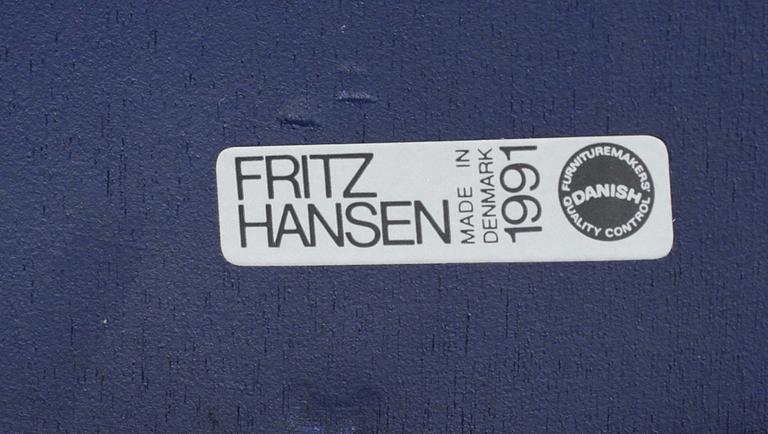 FRITZ
HANSEN
MADE IN
DENMARK
1991
FURNITUREMAKERS'
DANISH
QUALITY CONTROL